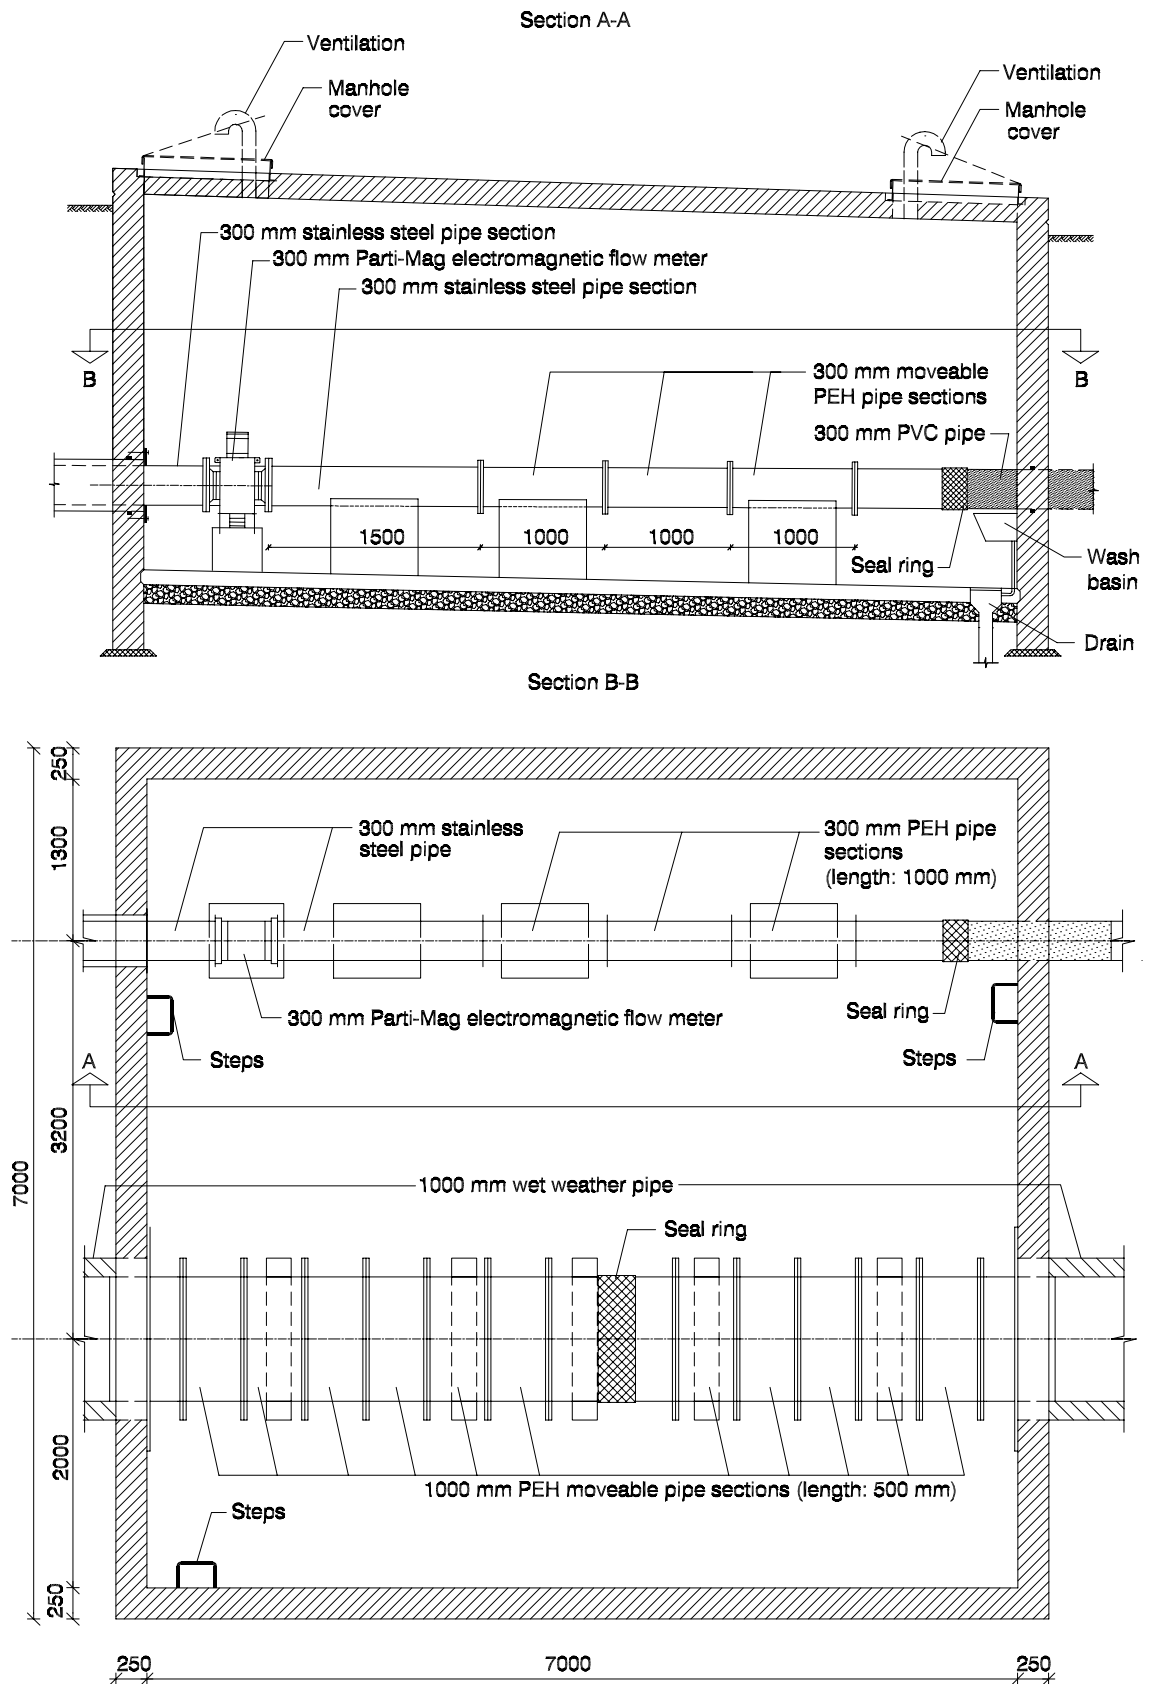 Section A-A
Ventilation
Manhole
cover
Ventilation
Manhole
cover
300 mm stainless steel pipe section
300 mm Parti-Mag electromagnetic flow meter
300 mm stainless steel pipe section
B
B
300 mm moveable
PEH pipe sections
300 mm PVC pipe
1500
1000
1000
1000
Seal ring
Wash
basin
Drain
Section B-B
250
1300
300 mm stainless
steel pipe
300 mm PEH pipe
sections
(length: 1000 mm)
300 mm Parti-Mag electromagnetic flow meter
Seal ring
Steps
Steps
A
A
3200
7000
1000 mm wet weather pipe
Seal ring
2000
1000 mm PEH moveable pipe sections (length: 500 mm)
Steps
250
250
7000
250